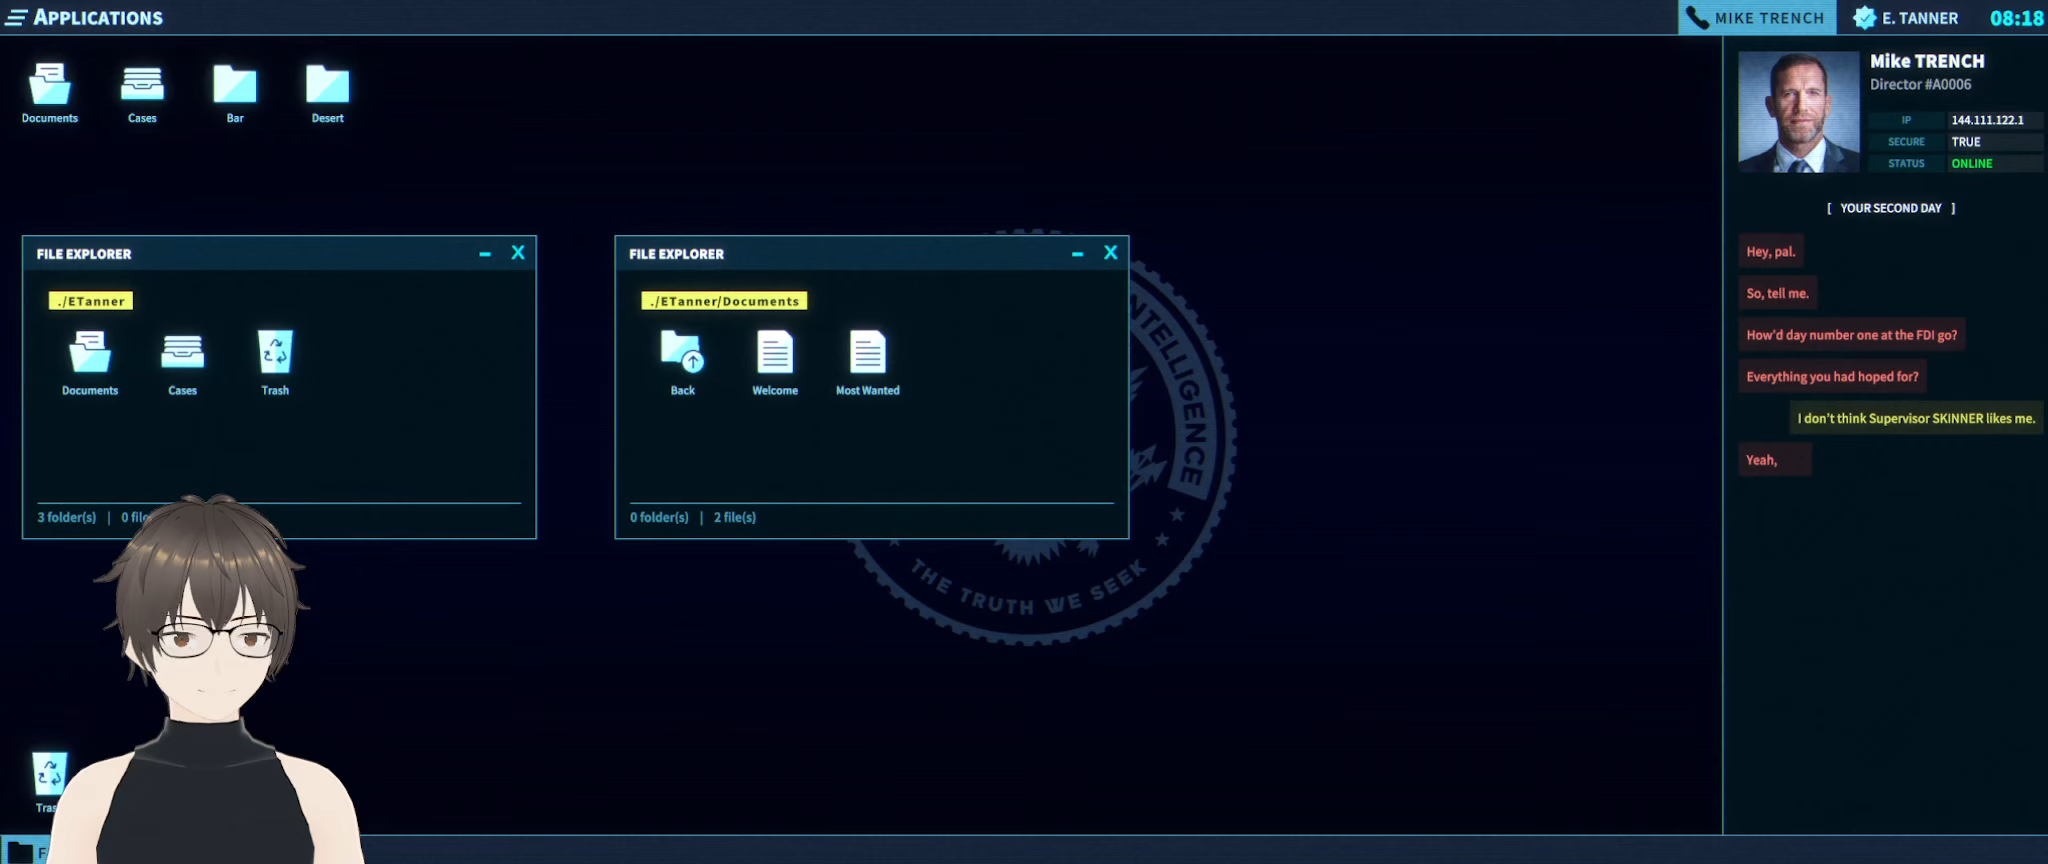 APPLICATIONS
MIKE TRENCH
E. TANNER
08:18
Documents
Cases
Bar
Desert
FILE EXPLORER
./ETanner
Documents
Cases
Trash
3 folder(s) | 0
FILE EXPLORER
./ETanner/Documents
Back
Welcome
Most Wanted
0 folder(s) | 2 file(s)
INTELLIGENCE
THE TRUTH WE SEEK
Mike TRENCH
Director #A0006
IP 144.111.122.1
SECURE TRUE
STATUS ONLINE
[ YOUR SECOND DAY ]
Hey, pal.
So, tell me.
How'd day number one at the FDI go?
Everything you had hoped for?
I don't think Supervisor SKINNER likes me.
Yeah,